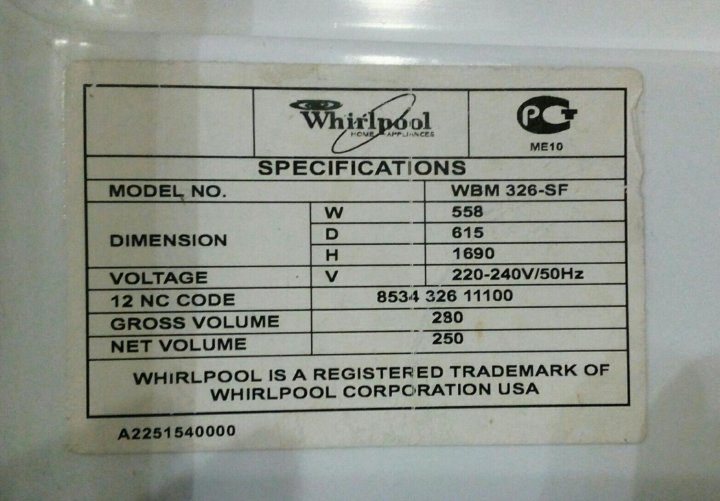 Whirlpool
HOME APPLIANCES
PCT
ME10
SPECIFICATIONS
MODEL NO. WBM 326-SF
DIMENSION
W 558
D 615
H 1690
VOLTAGE V 220-240V/50Hz
12 NC CODE 8534 326 11100
GROSS VOLUME 280
NET VOLUME 250
WHIRLPOOL IS A REGISTERED TRADEMARK OF
WHIRLPOOL CORPORATION USA
A2251540000